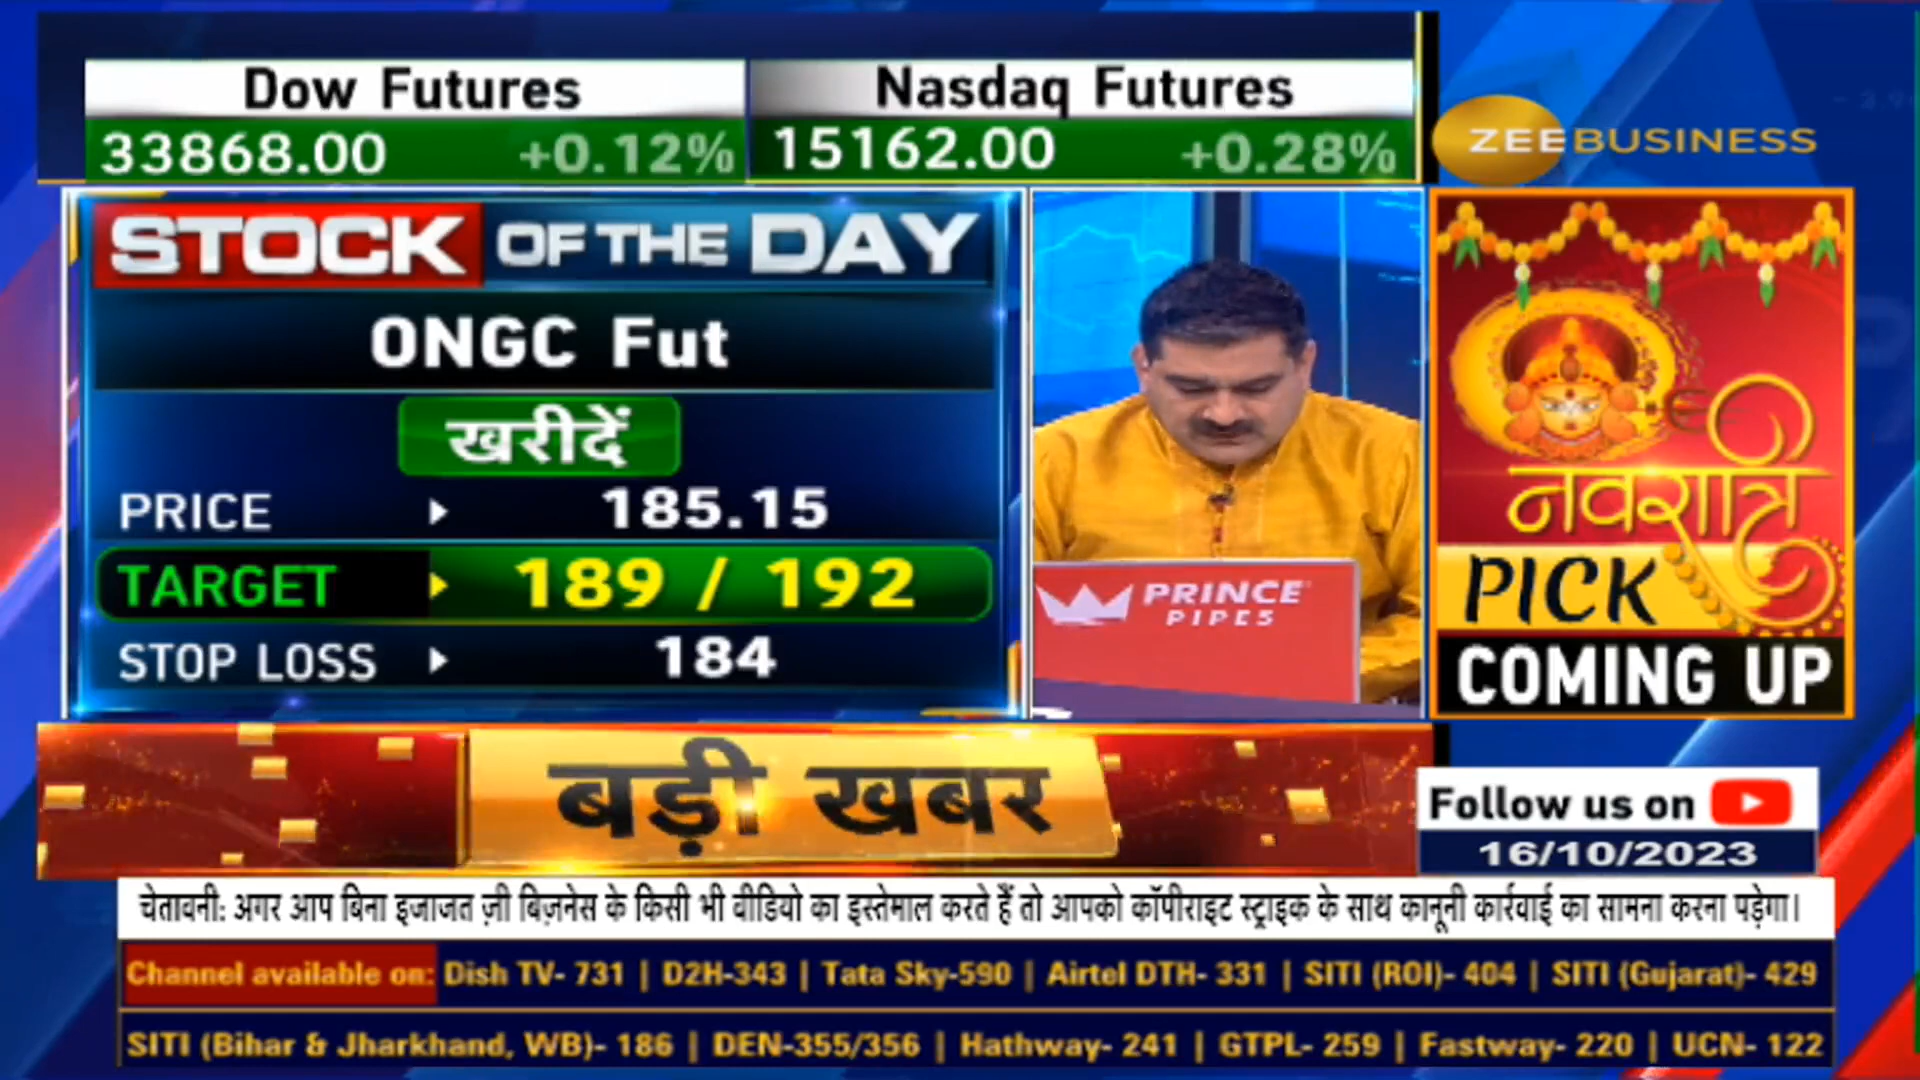 Dow Futures
33868.00 +0.12%
Nasdaq Futures
15162.00 +0.28%
ZEEBUSINESS
STOCK OF THE DAY
ONGC Fut
खरीदें
PRICE 185.15
TARGET 189 / 192
STOP LOSS 184
PRINCE
PIPES
नवरात्रि
PICK
COMING UP
बड़ी खबर
Follow us on
16/10/2023
चेतावनी: अगर आप बिना इजाजत ज़ी बिज़नेस के किसी भी वीडियो का इस्तेमाल करते हैं तो आपको कॉपीराइट स्ट्राइक के साथ कानूनी कार्रवाई का सामना करना पड़ेगा।
Channel available on: Dish TV- 731 | D2H-343 | Tata Sky-590 | Airtel DTH- 331 | SITI (ROI)- 404 | SITI (Gujarat)- 429
SITI (Bihar & Jharkhand, WB)- 186 | DEN-355/356 | Hathway- 241 | GTPL- 259 | Fastway- 220 | UCN- 122